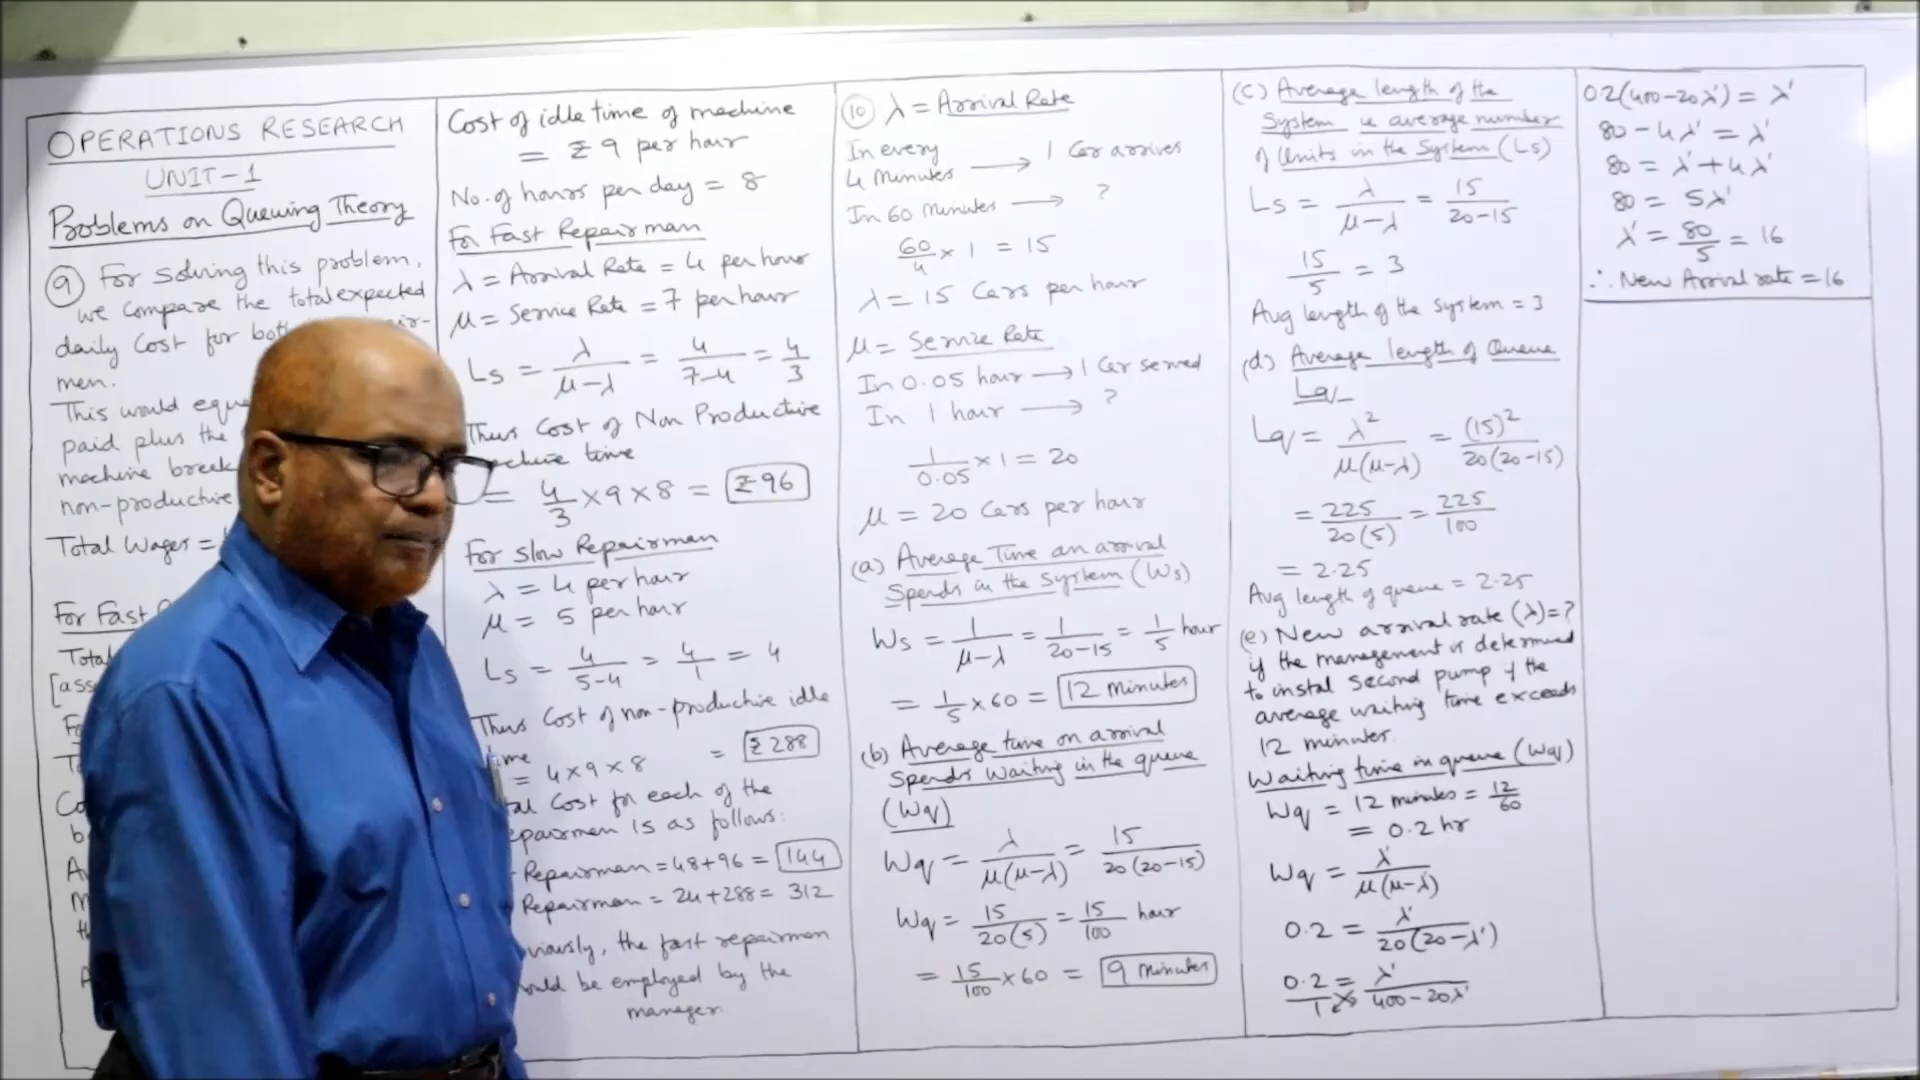 OPERATIONS RESEARCH
UNIT-1
Problems on Queuing Theory
(9) For solving this problem,
we compare the total expected
daily cost for
men.
This would
paid plus the
machine
non-productive
Total Wages =
For Fast
Total
Cost of idle time of machine
= ₹9 per hour
No. of hours per day = 8
For Fast Repairman
λ = Arrival Rate = 4 per hour
μ = Service Rate = 7 per hour
Ls = λ/(μ-λ) = 4/(7-4) = 4/3
Thus Cost of Non Productive
time
= 4/3 × 9 × 8 = ₹96
For slow Repairman
λ = 4 per hour
μ = 5 per hour
Ls = 4/(5-4) = 4/1 = 4
Thus Cost of non-productive idle
time
= 4×9×8 = ₹288
Cost for each of the
is as follows:
Repairman = 48+96 = 144
Repairman = 24+288 = 312
the fast repairman
be employed by the
manager
(10) λ = Arrival Rate
In every
4 Minutes → 1 Car arrives
In 60 Minutes → ?
60/4 × 1 = 15
λ = 15 Cars per hour
μ = Service Rate
In 0.05 hour → 1 Car served
In 1 hour → ?
1/0.05 × 1 = 20
μ = 20 Cars per hour
(a) Average Time an arrival
Spends in the System (Ws)
Ws = 1/(μ-λ) = 1/(20-15) = 1/5 hour
= 1/5 × 60 = 12 minutes
(b) Average time an arrival
Spends waiting in the queue
(Wq)
Wq = λ/(μ(μ-λ)) = 15/(20(20-15))
Wq = 15/(20(5)) = 15/100 hour
= 15/100 × 60 = 9 minutes
(c) Average length of the
System ie average number
of Units in the System (Ls)
Ls = λ/(μ-λ) = 15/(20-15)
15/5 = 3
Avg length of the system = 3
(d) Average length of Queue
Lq
Lq = λ²/(μ(μ-λ)) = (15)²/(20(20-15))
= 225/(20(5)) = 225/100
= 2.25
Avg length of queue = 2.25
(e) New arrival rate (λ) = ?
if the management is determined
to instal second pump if the
average waiting time exceeds
12 minutes.
Waiting time in queue (Wq)
Wq = 12 minutes = 12/60
= 0.2 hr
Wq = λ'/(μ(μ-λ'))
0.2 = λ'/(20(20-λ'))
0.2/1 = λ'/(400-20λ')
0.2(400-20λ') = λ'
80-4λ' = λ'
80 = λ'+4λ'
80 = 5λ'
λ' = 80/5 = 16
∴ New Arrival rate = 16